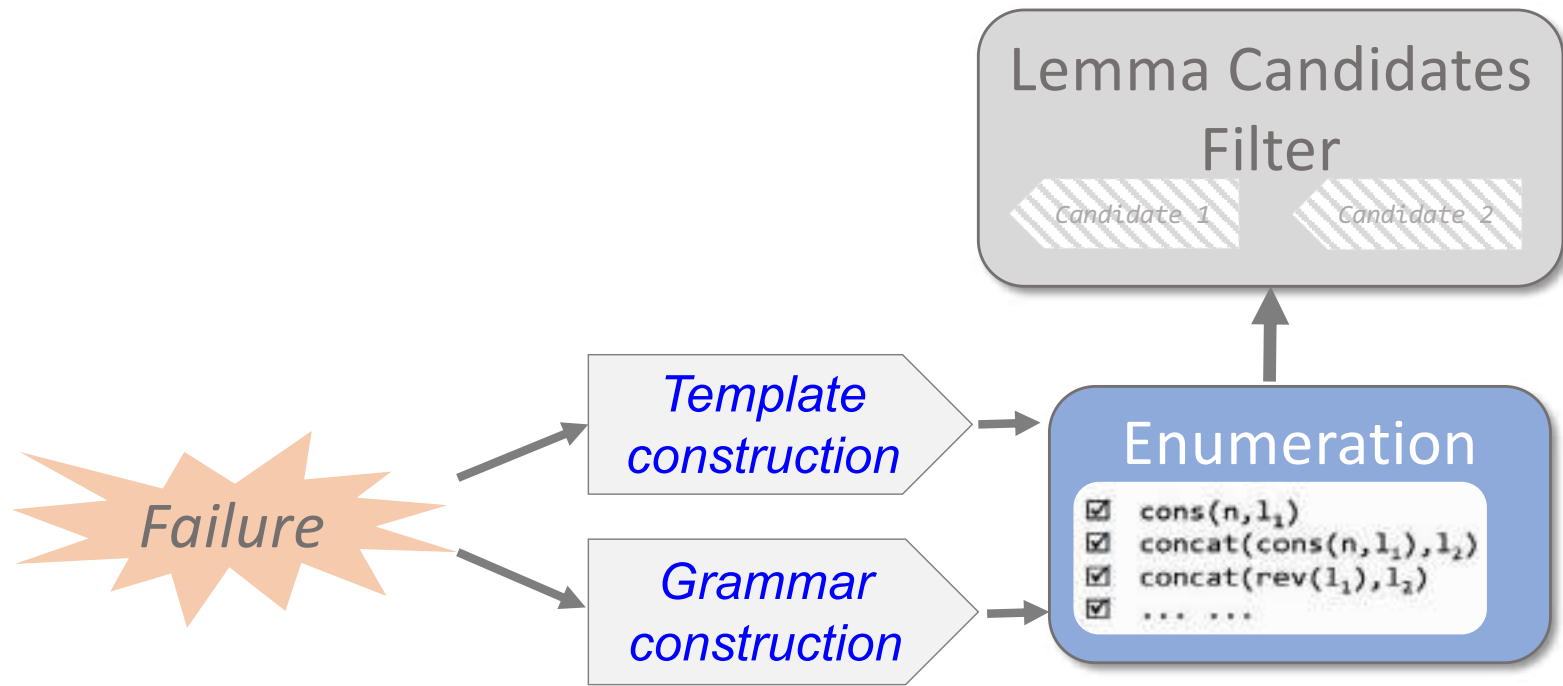 Lemma Candidates
Filter
Candidate 1
Candidate 2
Template
construction
Failure
Grammar
construction
Enumeration
☑ cons(n,l₁)
☑ concat(cons(n,l₁),l₂)
☑ concat(rev(l₁),l₂)
☑ ... ...